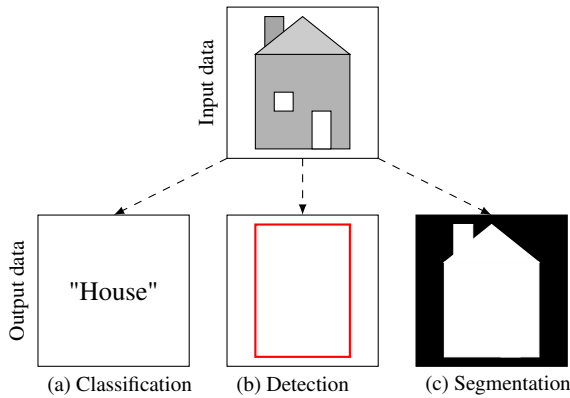 Input data
Output data
"House"
(a) Classification
(b) Detection
(c) Segmentation